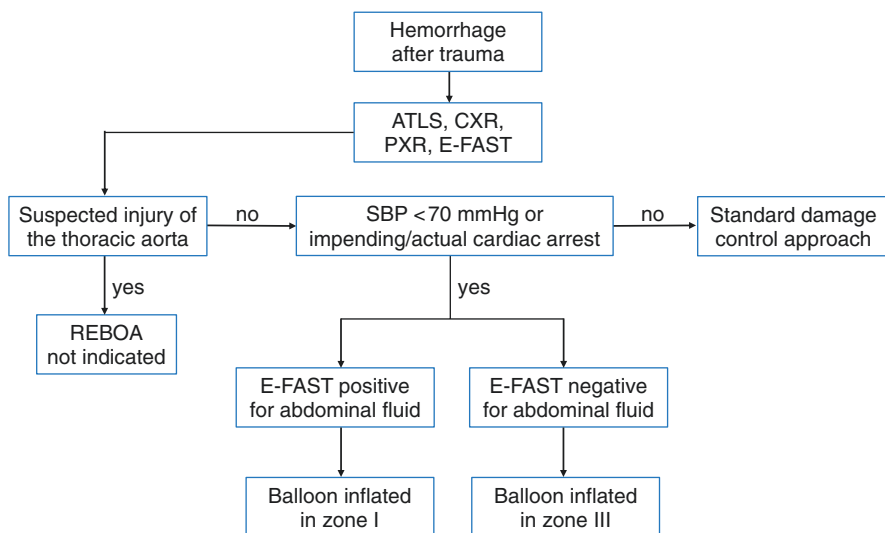 Hemorrhage
after trauma
ATLS, CXR,
PXR, E-FAST
Suspected injury of
the thoracic aorta
no
SBP < 70 mmHg or
impending/actual cardiac arrest
no
Standard damage
control approach
yes
yes
REBOA
not indicated
E-FAST positive
for abdominal fluid
E-FAST negative
for abdominal fluid
Balloon inflated
in zone I
Balloon inflated
in zone III